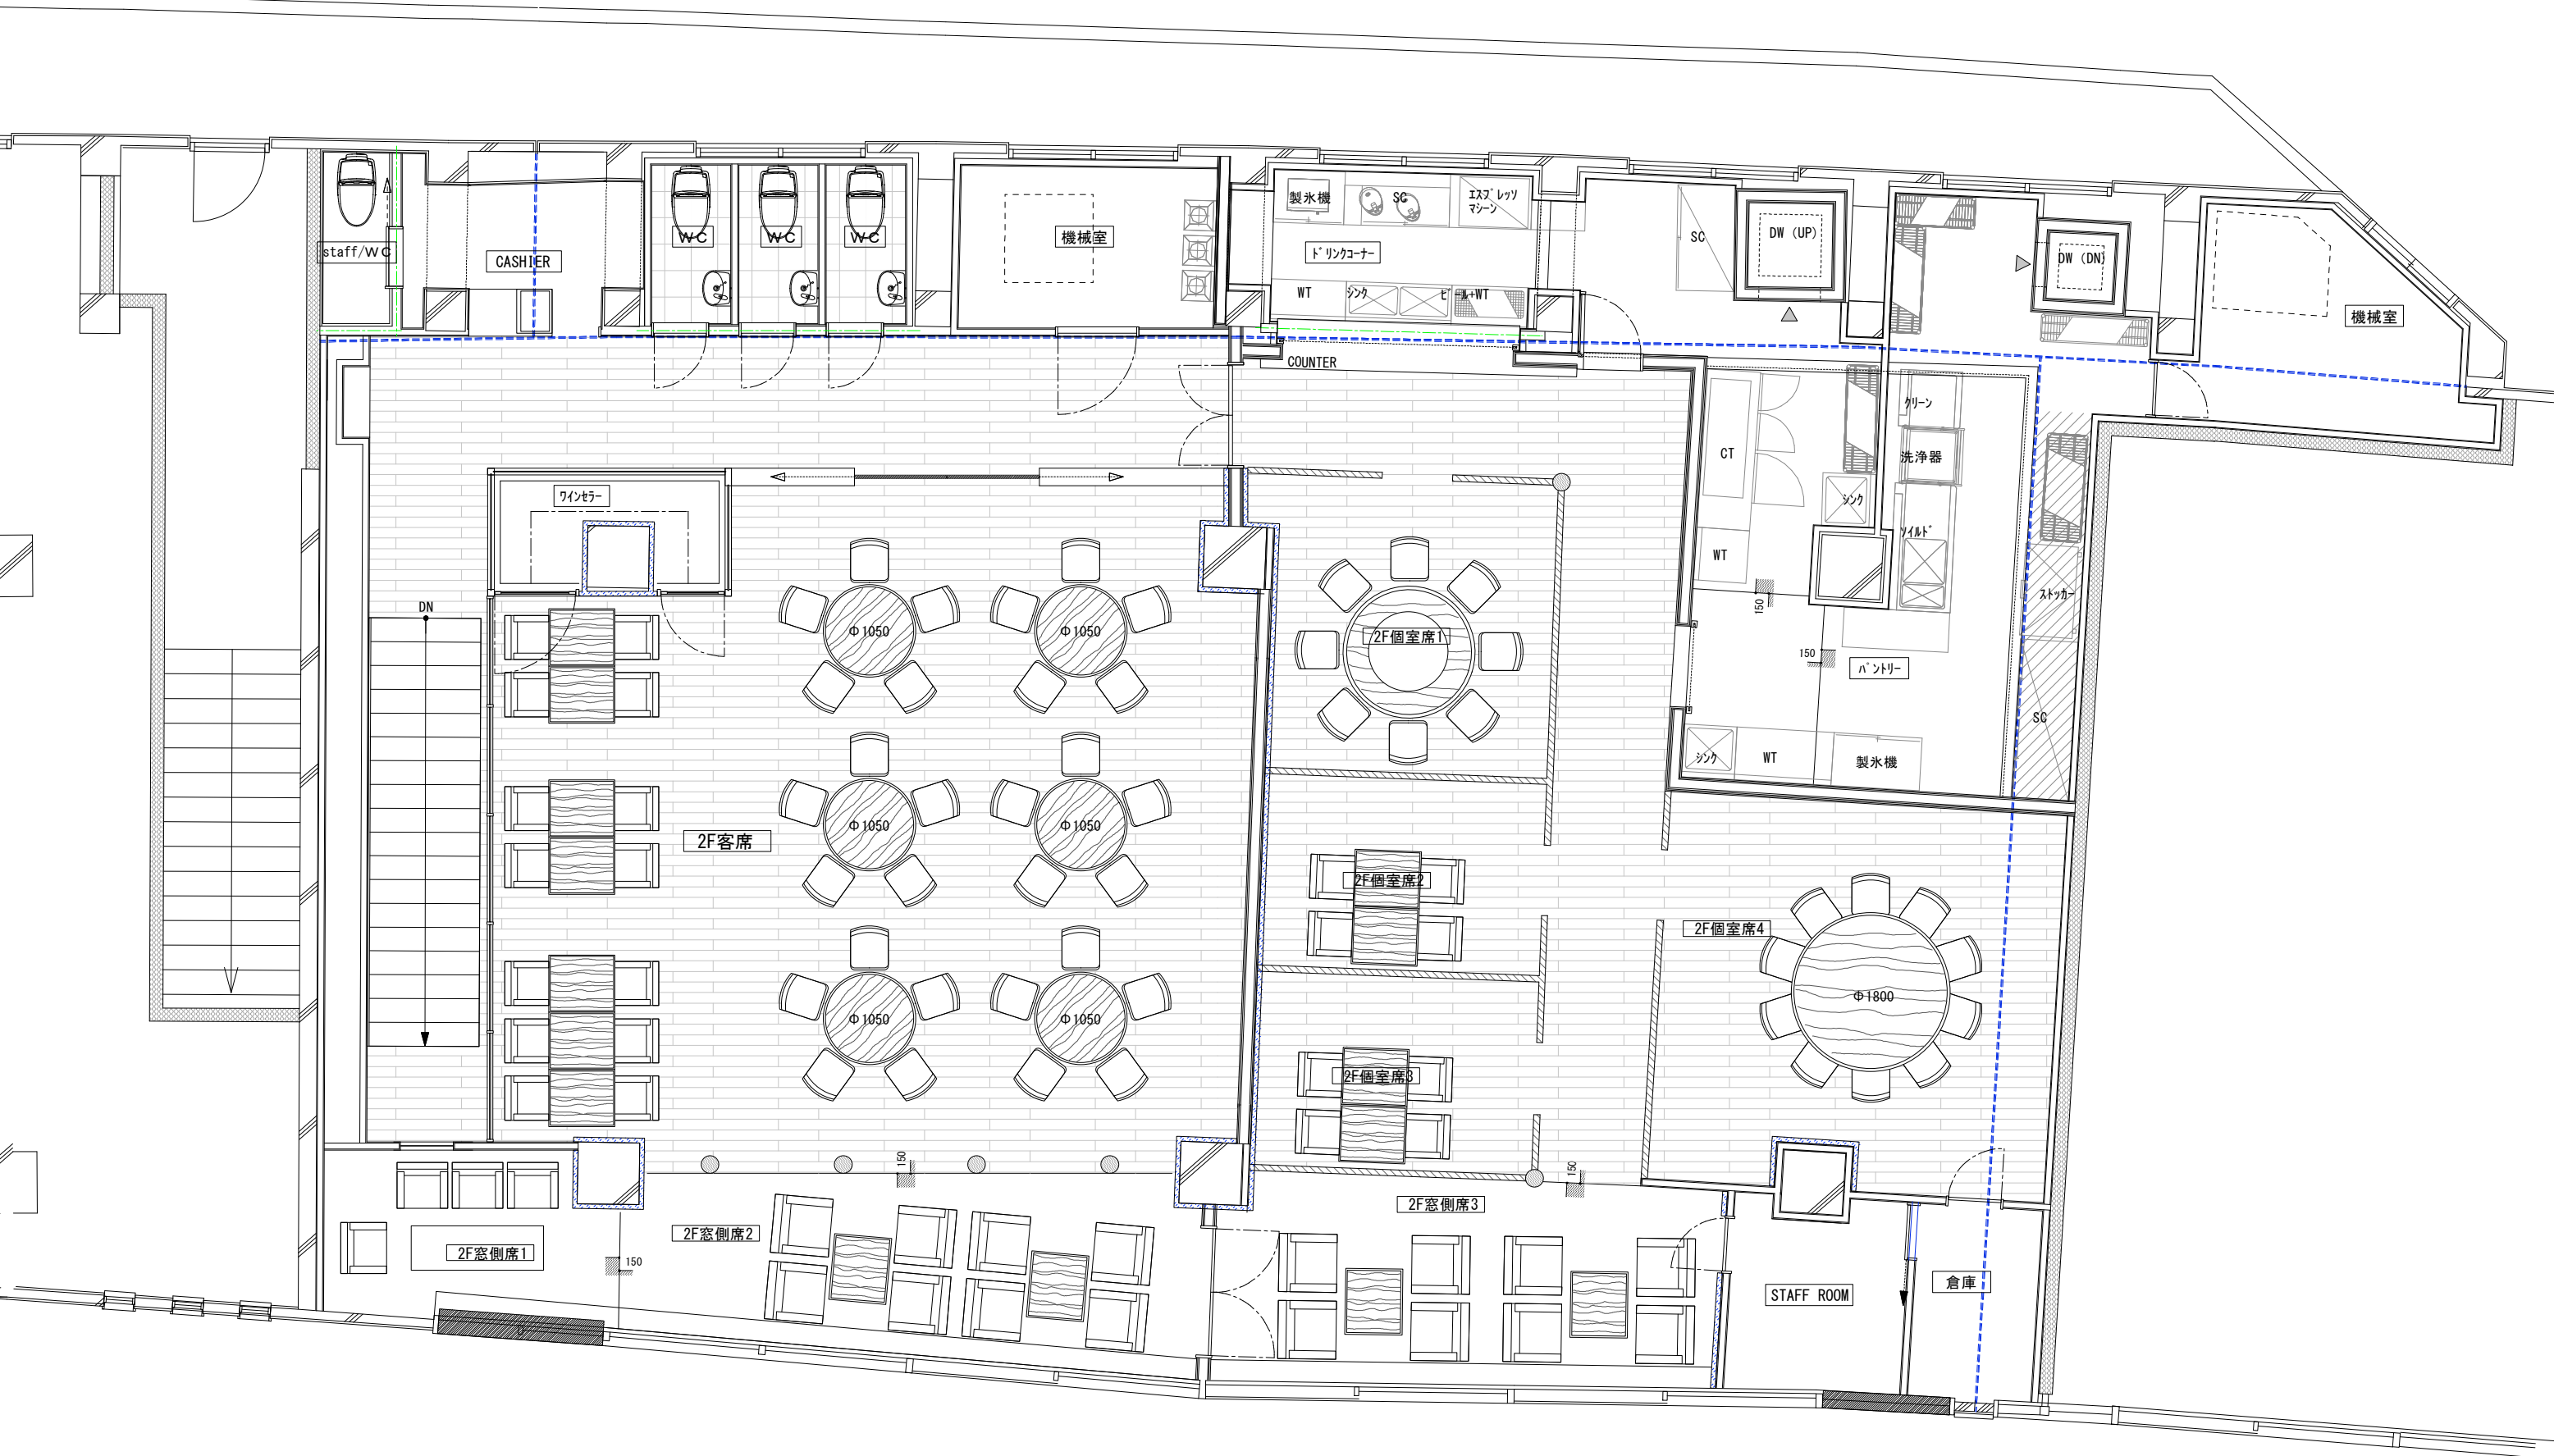 staff/WC
CASHIER
WC
WC
WC
機械室
製氷機
SC
エスプレッソ
マシーン
ドリンクコーナー
WT
シンク
ビール+WT
COUNTER
SC
DW (UP)
DW (DN)
機械室
ワインセラー
DN
CT
WT
シンク
クリーン
洗浄器
ソイルド
ストッカー
SC
150
150
パントリー
シンク
WT
製氷機
Φ1050
Φ1050
Φ1050
Φ1050
Φ1050
Φ1050
2F客席
2F個室席1
2F個室席2
2F個室席3
2F個室席4
Φ1800
150
150
2F窓側席1
150
2F窓側席2
2F窓側席3
STAFF ROOM
倉庫